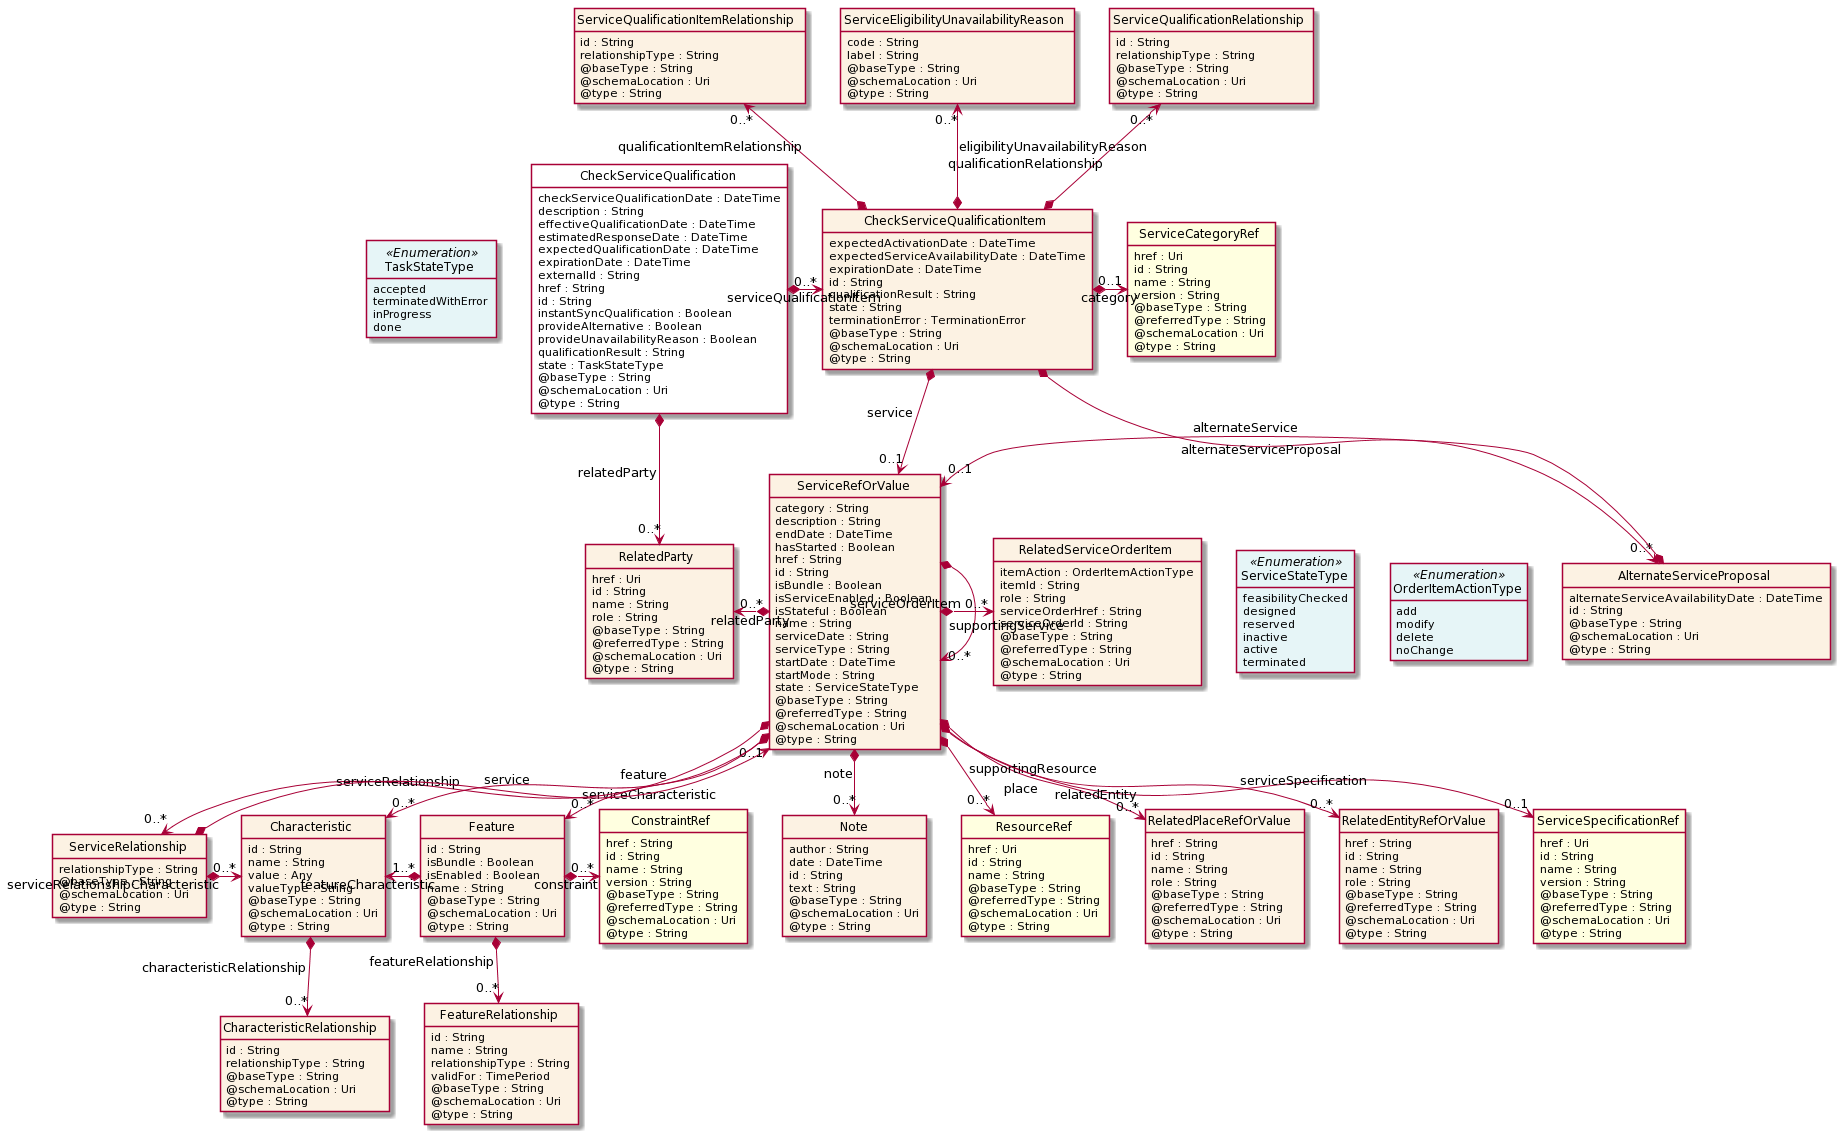 ServiceQualificationItemRelationship
id : String
relationshipType : String
@baseType : String
@schemaLocation : Uri
@type : String
ServiceEligibilityUnavailabilityReason
code : String
label : String
@baseType : String
@schemaLocation : Uri
@type : String
ServiceQualificationRelationship
id : String
relationshipType : String
@baseType : String
@schemaLocation : Uri
@type : String
0..*
0..*
0..*
qualificationItemRelationship
eligibilityUnavailabilityReason
qualificationRelationship
CheckServiceQualification
checkServiceQualificationDate : DateTime
description : String
effectiveQualificationDate : DateTime
estimatedResponseDate : DateTime
expectedQualificationDate : DateTime
expirationDate : DateTime
externalId : String
href : String
id : String
instantSyncQualification : Boolean
provideAlternative : Boolean
provideUnavailabilityReason : Boolean
qualificationResult : String
state : TaskStateType
@baseType : String
@schemaLocation : Uri
@type : String
0..*
serviceQualificationItem
CheckServiceQualificationItem
expectedActivationDate : DateTime
expectedServiceAvailabilityDate : DateTime
expirationDate : DateTime
id : String
qualificationResult : String
state : String
terminationError : TerminationError
@baseType : String
@schemaLocation : Uri
@type : String
0..1
category
ServiceCategoryRef
href : Uri
id : String
name : String
version : String
@baseType : String
@referredType : String
@schemaLocation : Uri
@type : String
«Enumeration»
TaskStateType
accepted
terminatedWithError
inProgress
done
service
0..1
alternateService
0..1
alternateServiceProposal
0..*
relatedParty
0..*
RelatedParty
href : Uri
id : String
name : String
role : String
@baseType : String
@referredType : String
@schemaLocation : Uri
@type : String
0..*
relatedParty
ServiceRefOrValue
category : String
description : String
endDate : DateTime
hasStarted : Boolean
href : String
id : String
isBundle : Boolean
isServiceEnabled : Boolean
isStateful : Boolean
name : String
serviceDate : String
serviceType : String
startDate : DateTime
startMode : String
state : ServiceStateType
@baseType : String
@referredType : String
@schemaLocation : Uri
@type : String
serviceOrderItem
0..*
supportingService
0..*
RelatedServiceOrderItem
itemAction : OrderItemActionType
itemId : String
role : String
serviceOrderHref : String
serviceOrderId : String
@baseType : String
@referredType : String
@schemaLocation : Uri
@type : String
«Enumeration»
ServiceStateType
feasibilityChecked
designed
reserved
inactive
active
terminated
«Enumeration»
OrderItemActionType
add
modify
delete
noChange
AlternateServiceProposal
alternateServiceAvailabilityDate : DateTime
id : String
@baseType : String
@schemaLocation : Uri
@type : String
0..1
serviceRelationship
service
feature
serviceCharacteristic
note
supportingResource
place
relatedEntity
serviceSpecification
0..*
0..*
0..*
0..*
0..*
0..*
0..*
0..1
ServiceRelationship
relationshipType : String
@baseType : String
@schemaLocation : Uri
@type : String
0..*
serviceRelationshipCharacteristic
Characteristic
id : String
name : String
value : Any
valueType : String
@baseType : String
@schemaLocation : Uri
@type : String
1..*
featureCharacteristic
Feature
id : String
isBundle : Boolean
isEnabled : Boolean
name : String
@baseType : String
@schemaLocation : Uri
@type : String
0..*
constraint
ConstraintRef
href : String
id : String
name : String
version : String
@baseType : String
@referredType : String
@schemaLocation : Uri
@type : String
Note
author : String
date : DateTime
id : String
text : String
@baseType : String
@schemaLocation : Uri
@type : String
ResourceRef
href : Uri
id : String
name : String
@baseType : String
@referredType : String
@schemaLocation : Uri
@type : String
RelatedPlaceRefOrValue
href : String
id : String
name : String
role : String
@baseType : String
@referredType : String
@schemaLocation : Uri
@type : String
RelatedEntityRefOrValue
href : String
id : String
name : String
role : String
@baseType : String
@referredType : String
@schemaLocation : Uri
@type : String
ServiceSpecificationRef
href : Uri
id : String
name : String
version : String
@baseType : String
@referredType : String
@schemaLocation : Uri
@type : String
characteristicRelationship
0..*
featureRelationship
0..*
CharacteristicRelationship
id : String
relationshipType : String
@baseType : String
@schemaLocation : Uri
@type : String
FeatureRelationship
id : String
name : String
relationshipType : String
validFor : TimePeriod
@baseType : String
@schemaLocation : Uri
@type : String